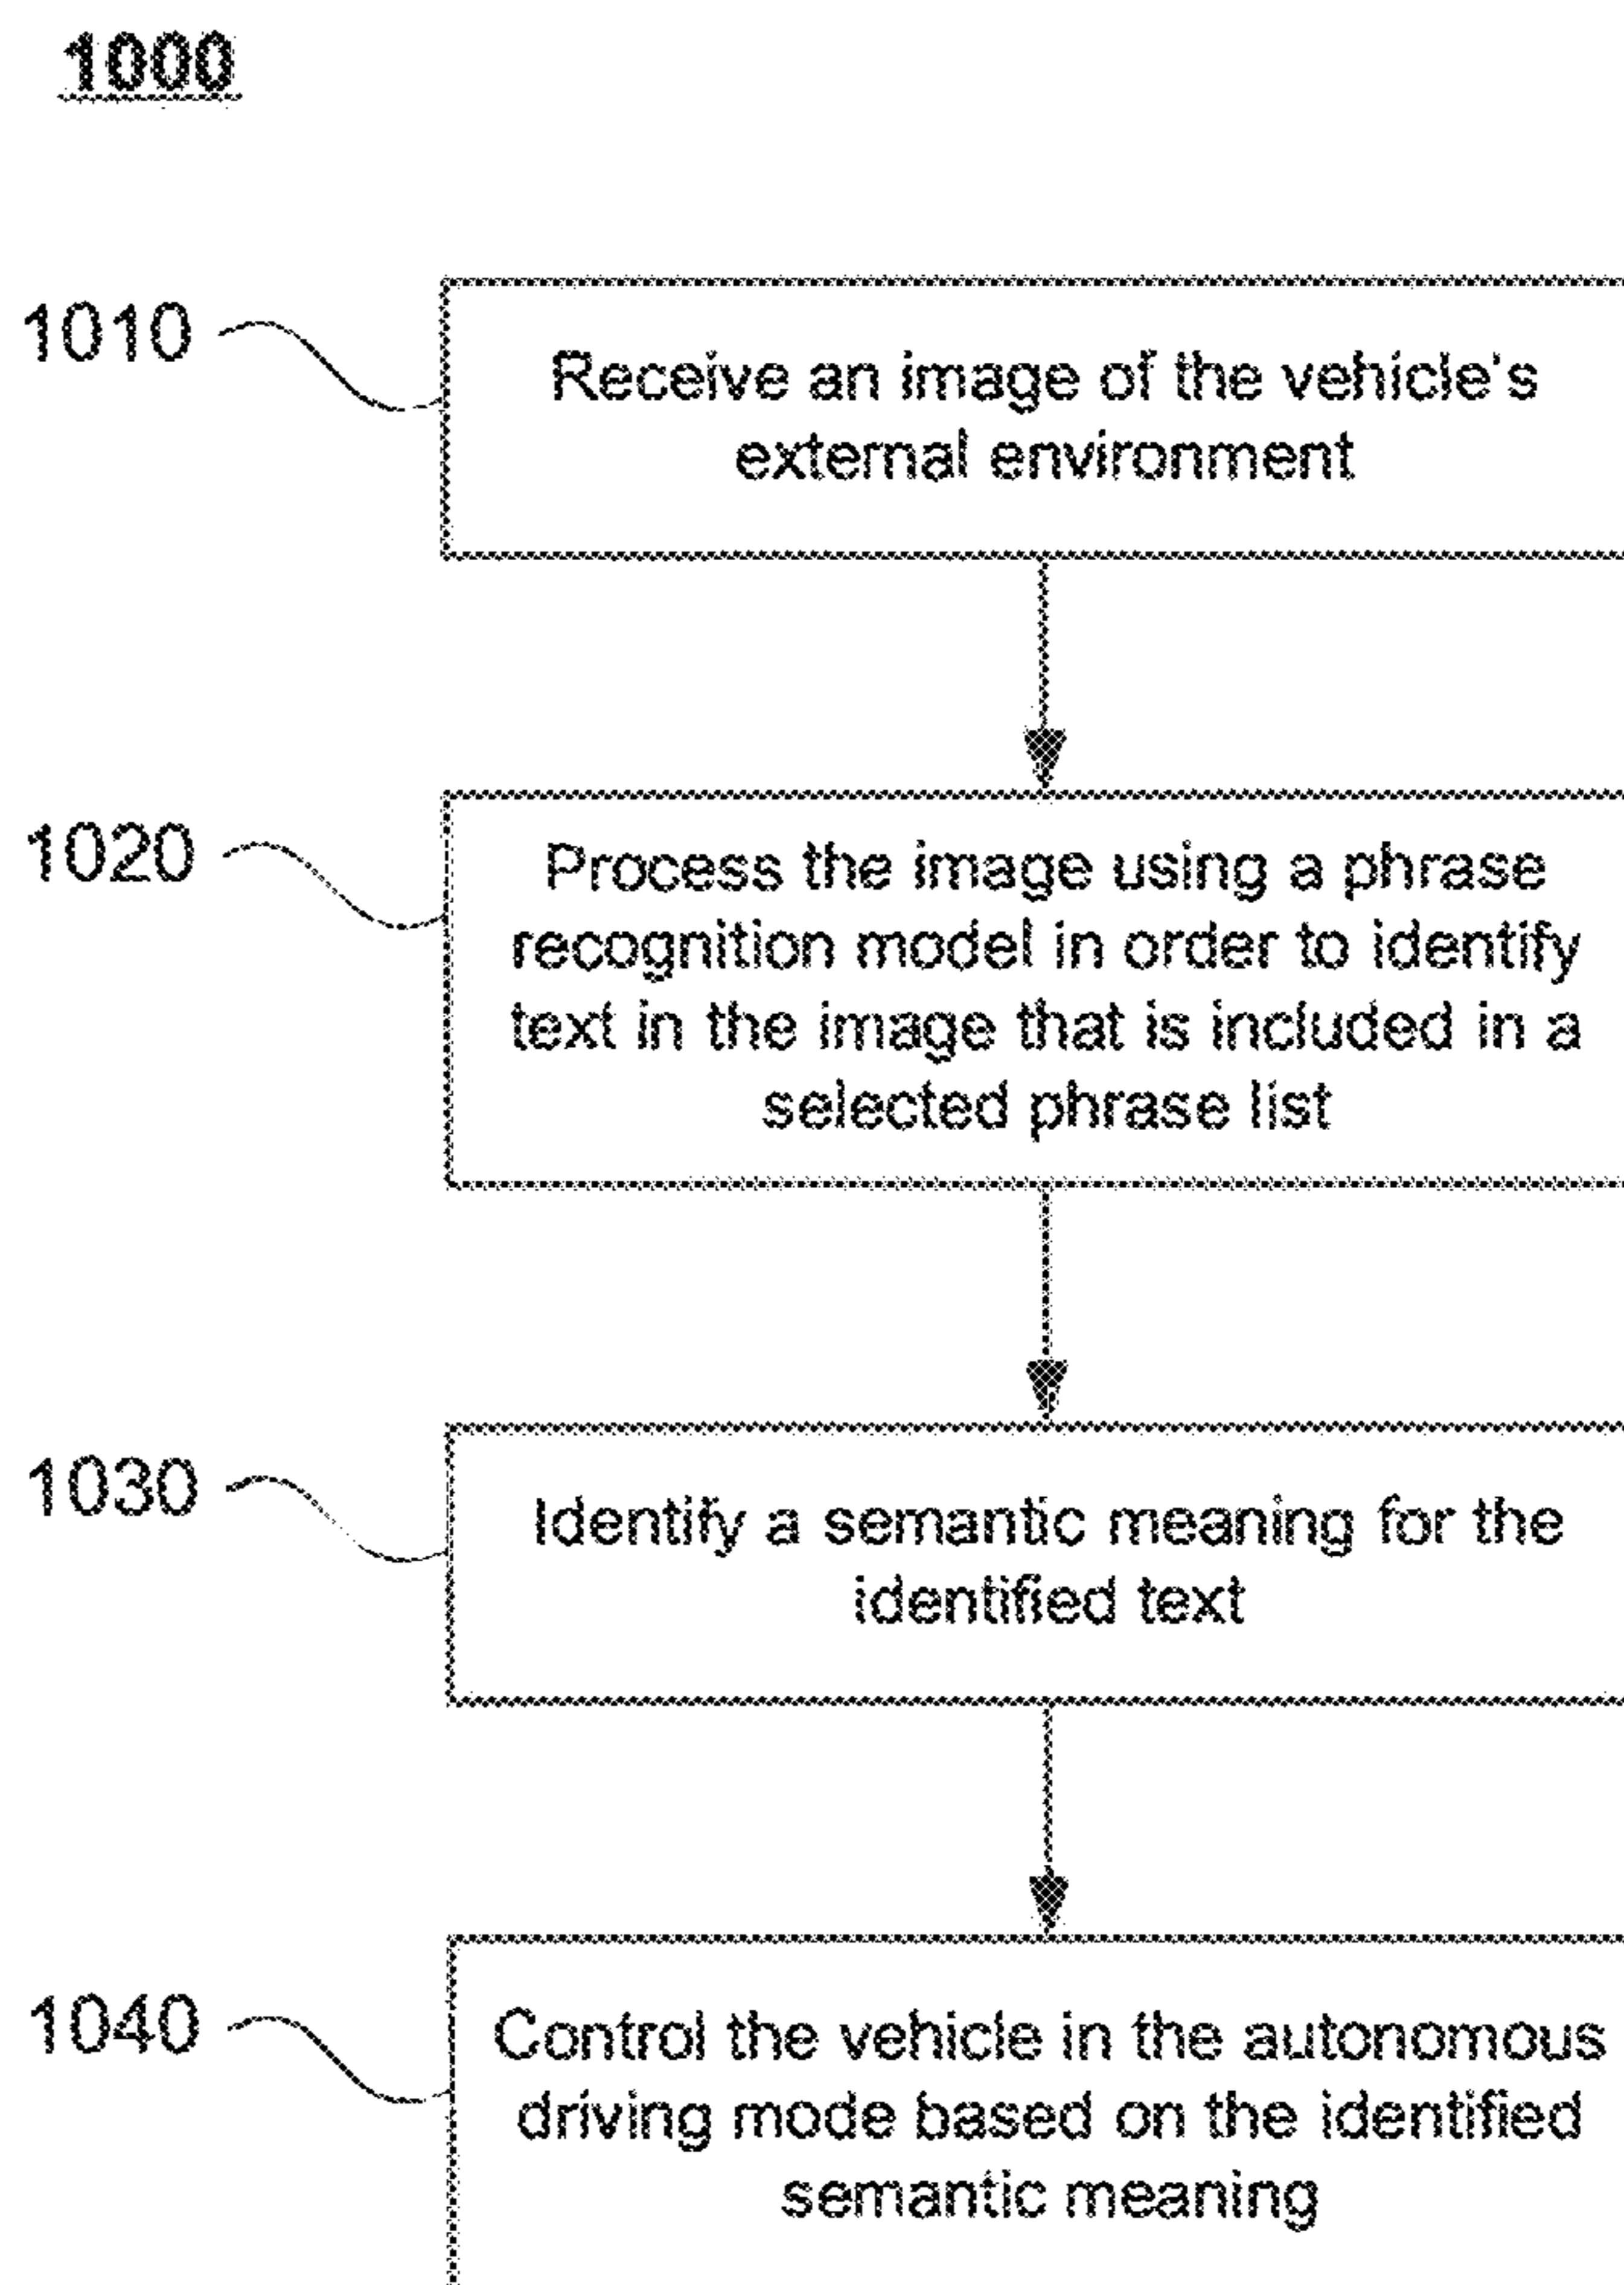 1000
1010
Receive an image of the vehicle's
external environment
1020
Process the image using a phrase
recognition model in order to identify
text in the image that is included in a
selected phrase list
1030
Identify a semantic meaning for the
identified text
1040
Control the vehicle in the autonomous
driving mode based on the identified
semantic meaning